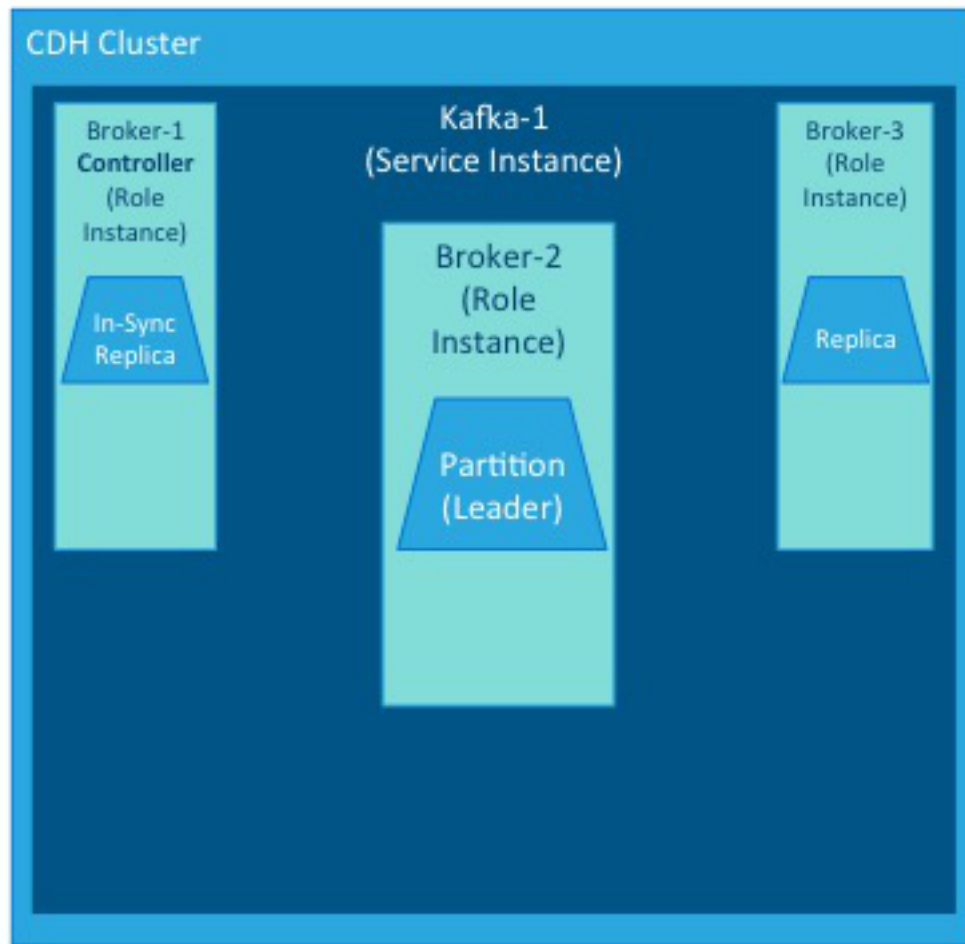 CDH Cluster
Broker-1
Controller
(Role
Instance)
In-Sync
Replica
Kafka-1
(Service Instance)
Broker-2
(Role
Instance)
Partition
(Leader)
Broker-3
(Role
Instance)
Replica